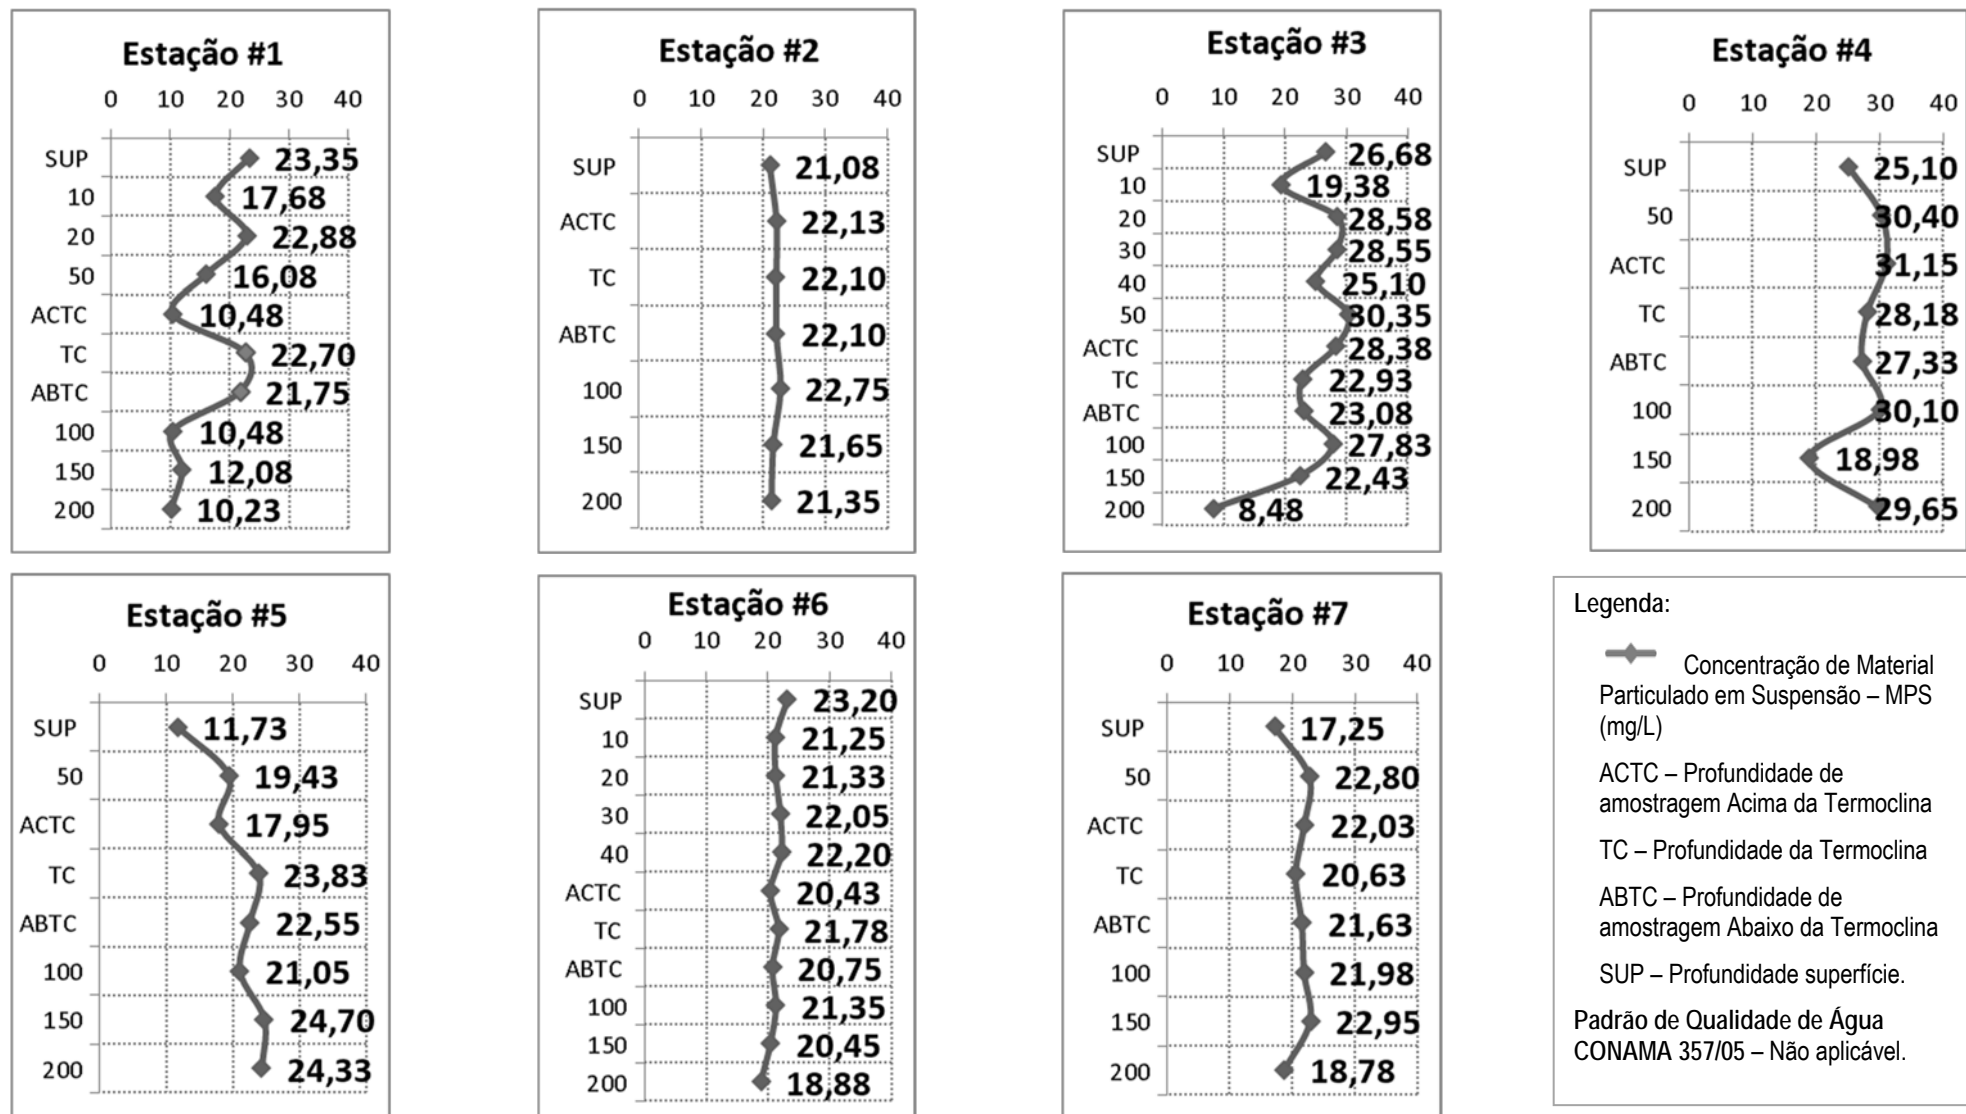 Estação #1
0 10 20 30 40
SUP 23,35
10 17,68
20 22,88
50 16,08
ACTC 10,48
TC 22,70
ABTC 21,75
100 10,48
150 12,08
200 10,23
Estação #2
0 10 20 30 40
SUP 21,08
ACTC 22,13
TC 22,10
ABTC 22,10
100 22,75
150 21,65
200 21,35
Estação #3
0 10 20 30 40
SUP 26,68
10 19,38
20 28,58
30 28,55
40 25,10
50 30,35
ACTC 28,38
TC 22,93
ABTC 23,08
100 27,83
150 22,43
200 8,48
Estação #4
0 10 20 30 40
SUP 25,10
50 30,40
ACTC 31,15
TC 28,18
ABTC 27,33
100 30,10
150 18,98
200 29,65
Estação #5
0 10 20 30 40
SUP 11,73
50 19,43
ACTC 17,95
TC 23,83
ABTC 22,55
100 21,05
150 24,70
200 24,33
Estação #6
0 10 20 30 40
SUP 23,20
10 21,25
20 21,33
30 22,05
40 22,20
ACTC 20,43
TC 21,78
ABTC 20,75
100 21,35
150 20,45
200 18,88
Estação #7
0 10 20 30 40
SUP 17,25
50 22,80
ACTC 22,03
TC 20,63
ABTC 21,63
100 21,98
150 22,95
200 18,78
Legenda:
Concentração de Material
Particulado em Suspensão – MPS
(mg/L)
ACTC – Profundidade de
amostragem Acima da Termoclina
TC – Profundidade da Termoclina
ABTC – Profundidade de
amostragem Abaixo da Termoclina
SUP – Profundidade superfície.
Padrão de Qualidade de Água
CONAMA 357/05 – Não aplicável.